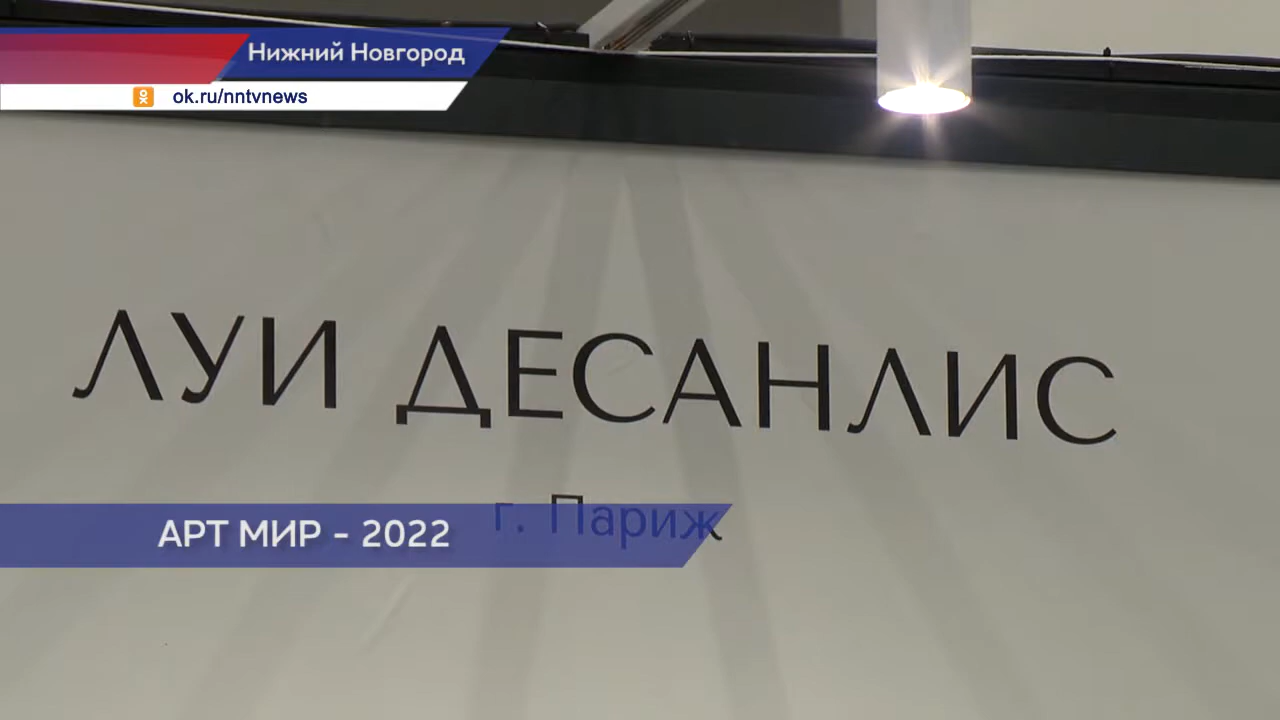 Нижний Новгород
ok.ru/nntvnews
ЛУИ ДЕСАНЛИС
г. Париж
АРТ МИР - 2022